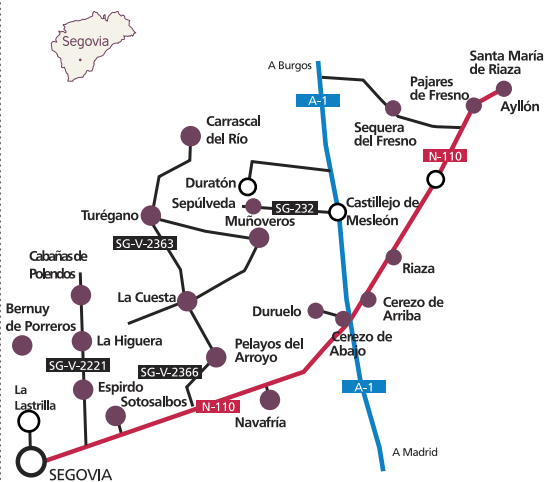 Segovia
A Burgos
A-1
Santa María
de Riaza
Pajares
de Fresno
Ayllón
Sequera
del Fresno
N-110
Carrascal
del Río
Duratón
Sepúlveda
SG-232
Castillejo de
Mesleón
Turégano
Muñoveros
SG-V-2363
Cabañas de
Polendos
Riaza
La Cuesta
Duruelo
Cerezo de
Arriba
Bernuy
de Porreros
La Higuera
Pelayos del
Arroyo
Cerezo de
Abajo
SG-V-2221
SG-V-2366
A-1
La
Lastrilla
Espirdo
Sotosalbos
N-110
Navafría
A Madrid
SEGOVIA